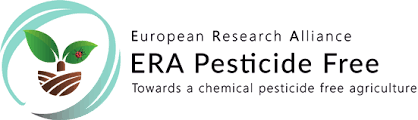 European Research Alliance
ERA Pesticide Free
Towards a chemical pesticide free agriculture